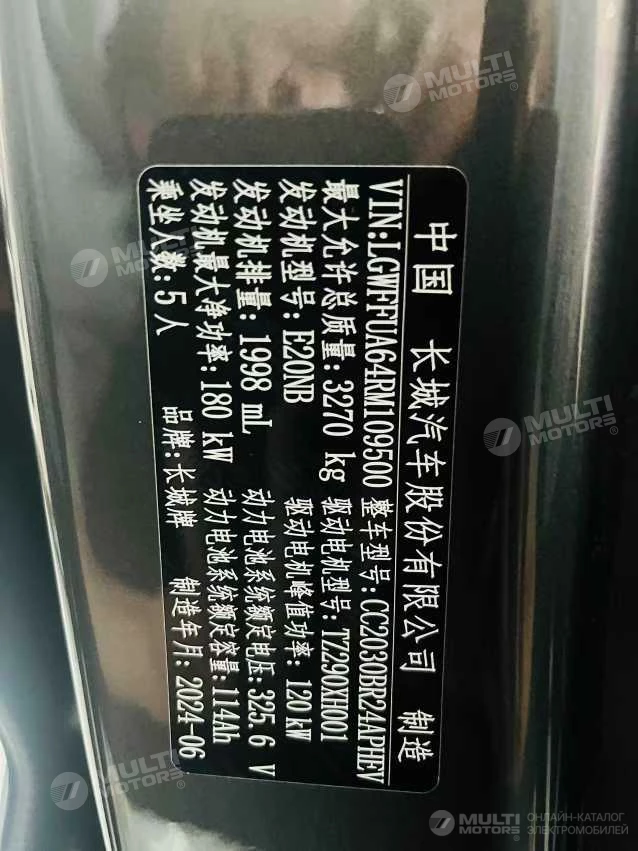 中国 长城汽车股份有限公司 制造
VIN:LGWFFUA64RM109500 整车型号:CC2030BR24APHEV
最大允许总质量:3270 kg 驱动电机型号:TZ290XH001
发动机型号:E20NB 驱动电机峰值功率:120kW
发动机排量:1998 mL 动力电池系统额定电压:325.6 V
发动机最大净功率:180 kW 动力电池系统额定容量:114Ah
乘坐人数:5人 品牌:长城牌 制造年月:2024-06
MULTI
MOTORS®
MULTI
MOTORS®
MULTI
MOTORS®
MULTI
MOTORS®
MULTI
MOTORS®
ОНЛАЙН-КАТАЛОГ
ЭЛЕКТРОМОБИЛЕЙ